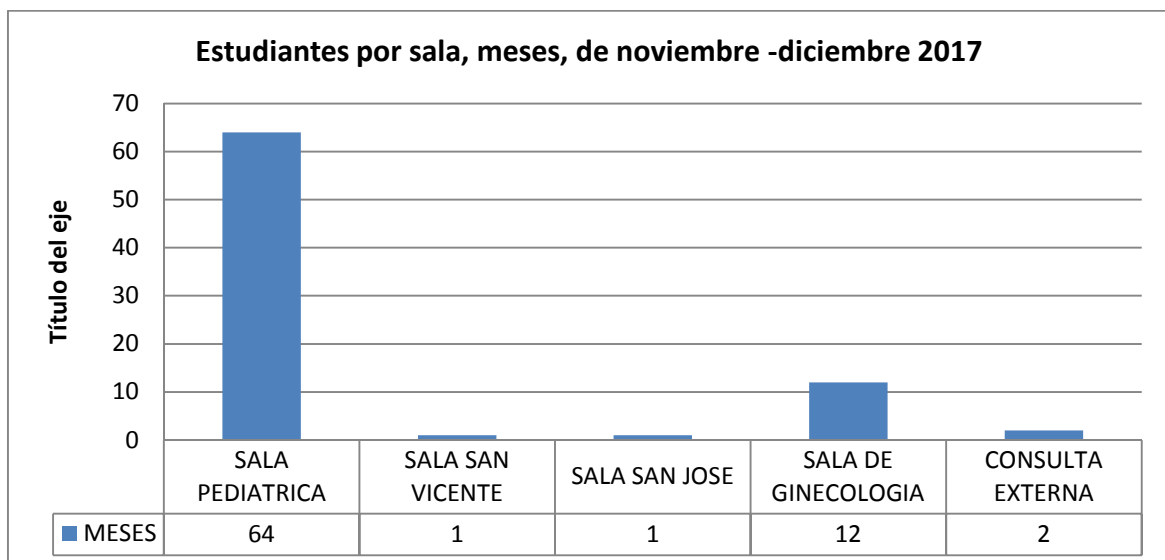 Estudiantes por sala, meses, de noviembre -diciembre 2017
Título del eje
70
60
50
40
30
20
10
0
SALA
PEDIATRICA
SALA SAN
VICENTE
SALA SAN JOSE
SALA DE
GINECOLOGIA
CONSULTA
EXTERNA
MESES 64 1 1 12 2